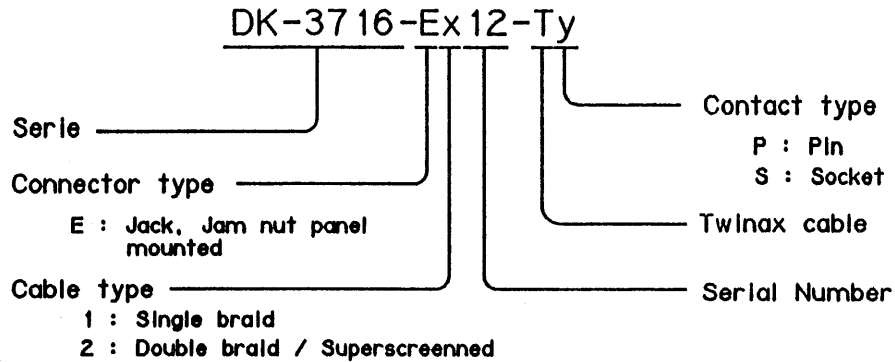 DK-3716-Ex12-Ty
Serie
Connector type
E : Jack, Jam nut panel
mounted
Cable type
1 : Single braid
2 : Double braid / Superscreenned
Contact type
P : Pin
S : Socket
Twinax cable
Serial Number